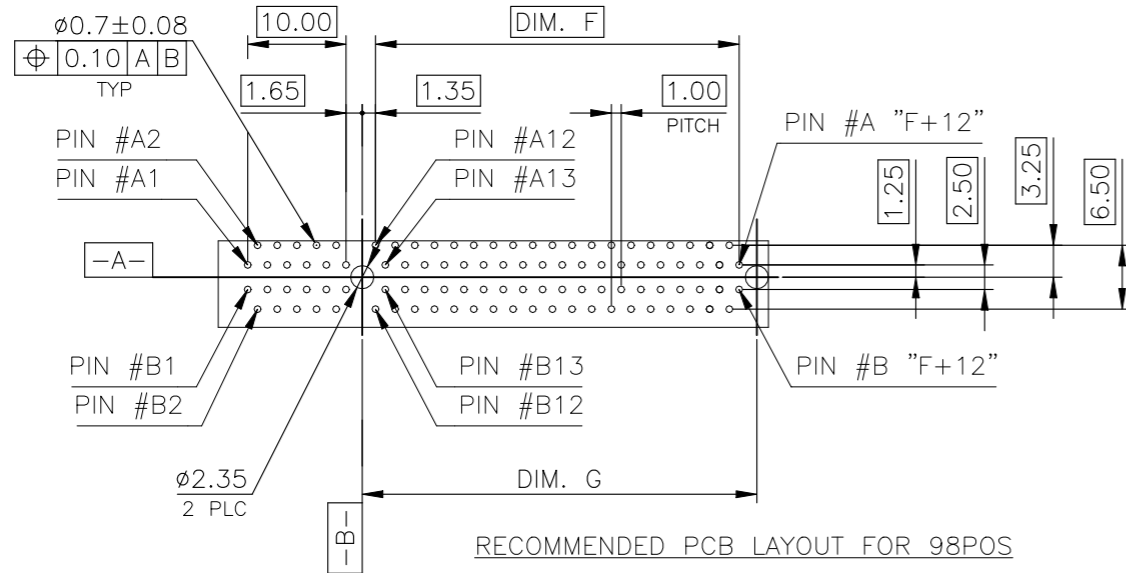 10.00
DIM. F
ø0.7±0.08
⌖ 0.10 A B
TYP
1.65
1.35
1.00
PITCH
PIN #A "F+12"
PIN #A2
PIN #A12
PIN #A1
PIN #A13
1.25
2.50
3.25
6.50
-A-
PIN #B1
PIN #B13
PIN #B "F+12"
PIN #B2
PIN #B12
ø2.35
2 PLC
DIM. G
-B-
RECOMMENDED PCB LAYOUT FOR 98POS